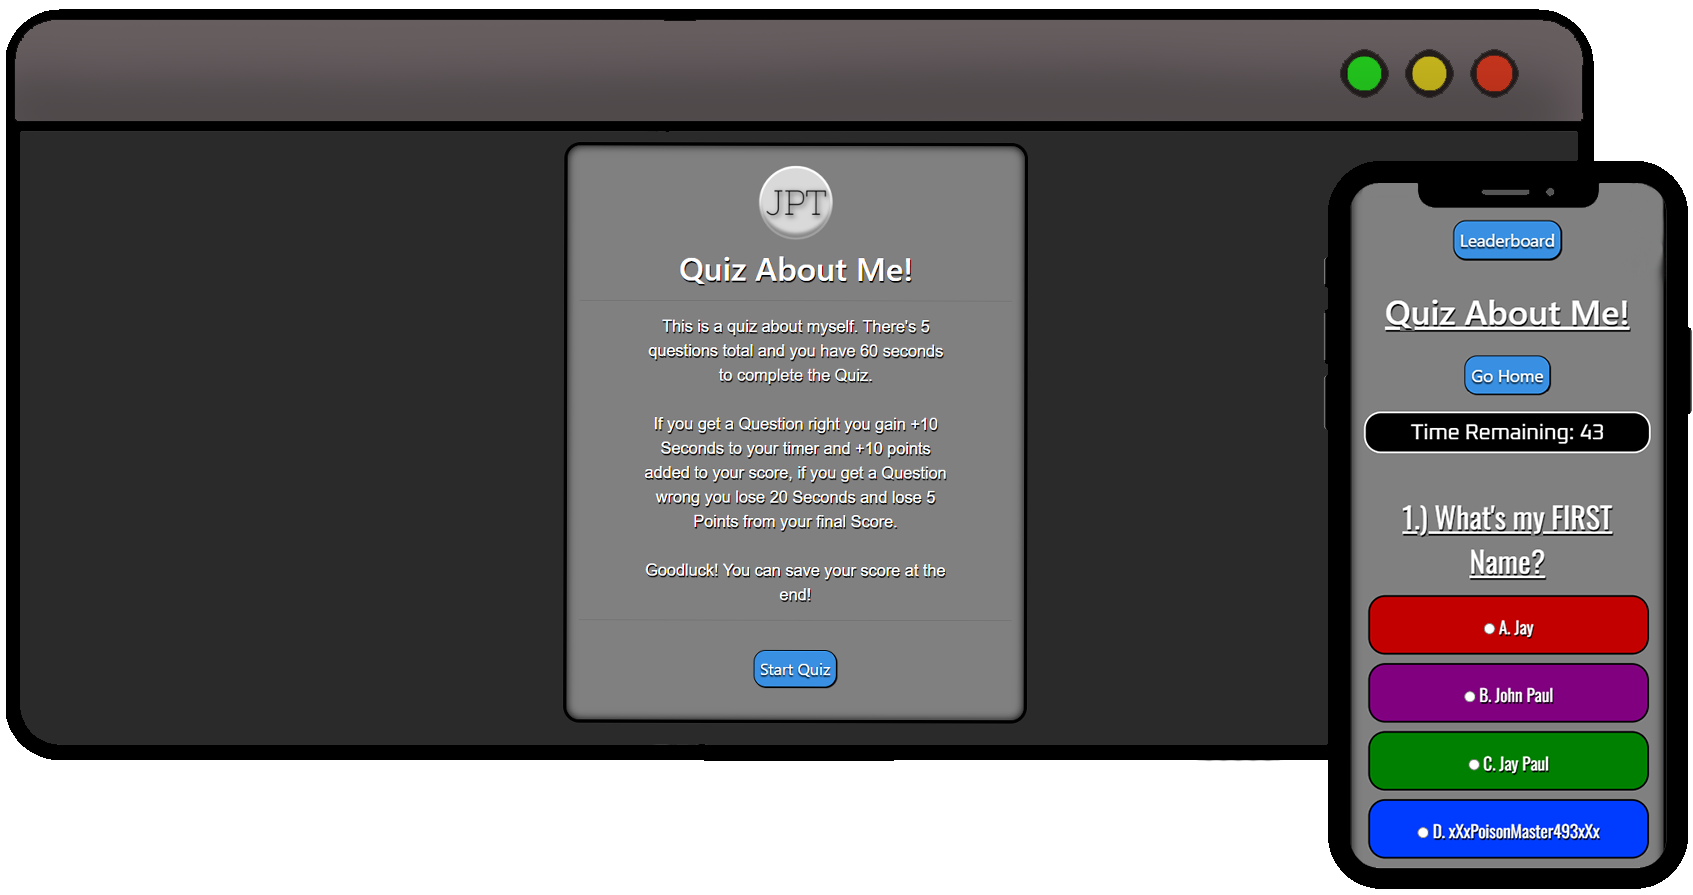 JPT
Quiz About Me!
This is a quiz about myself. There's 5
questions total and you have 60 seconds
to complete the Quiz.
If you get a Question right you gain +10
Seconds to your timer and +10 points
added to your score, if you get a Question
wrong you lose 20 Seconds and lose 5
Points from your final Score.
Goodluck! You can save your score at the
end!
Start Quiz
Leaderboard
Quiz About Me!
Go Home
Time Remaining: 43
1.) What's my FIRST
Name?
A. Jay
B. John Paul
C. Jay Paul
D. xXxPoisonMaster493xXx